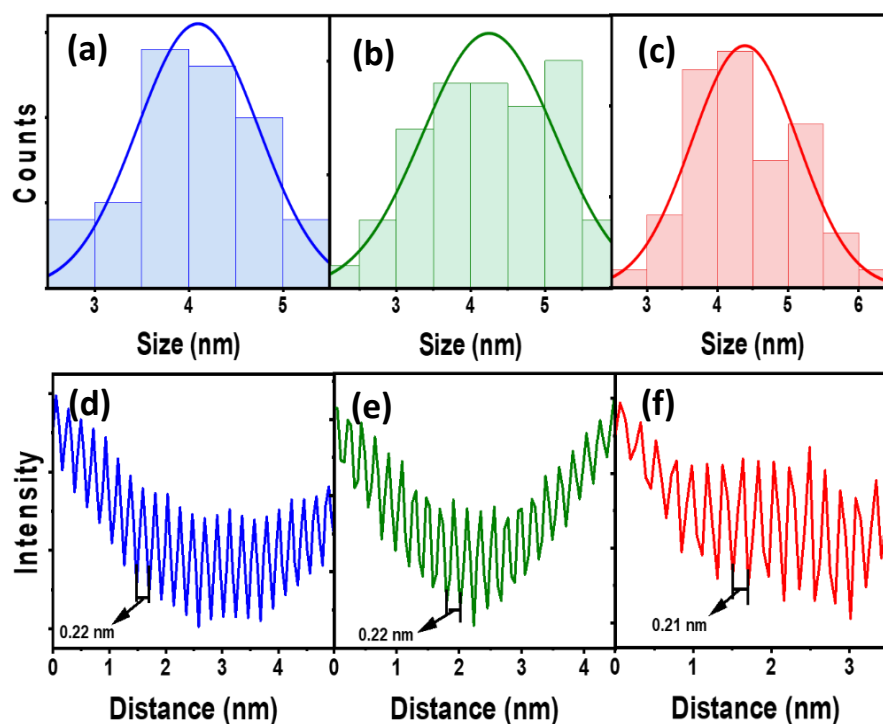 (a)
(b)
(c)
Counts
3 4 5
3 4 5
3 4 5 6
Size (nm)
Size (nm)
Size (nm)
(d)
(e)
(f)
Intensity
0.22 nm
0.22 nm
0.21 nm
0 1 2 3 4
0 1 2 3 4
0 1 2 3
Distance (nm)
Distance (nm)
Distance (nm)